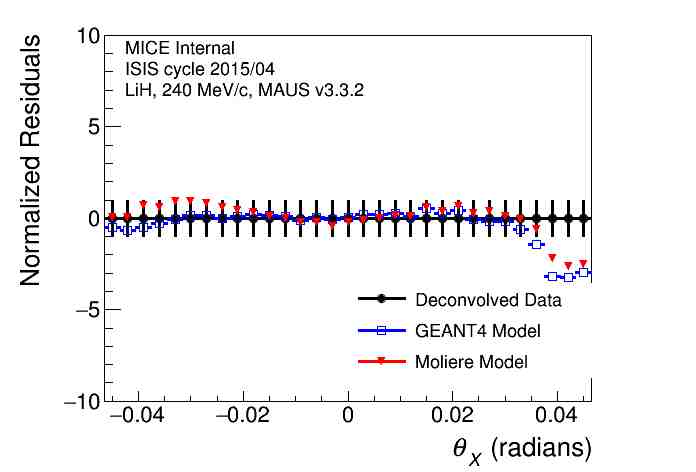 MICE Internal
ISIS cycle 2015/04
LiH, 240 MeV/c, MAUS v3.3.2
Normalized Residuals
10
5
0
−5
−10
Deconvolved Data
GEANT4 Model
Moliere Model
−0.04 −0.02 0 0.02 0.04
θX (radians)